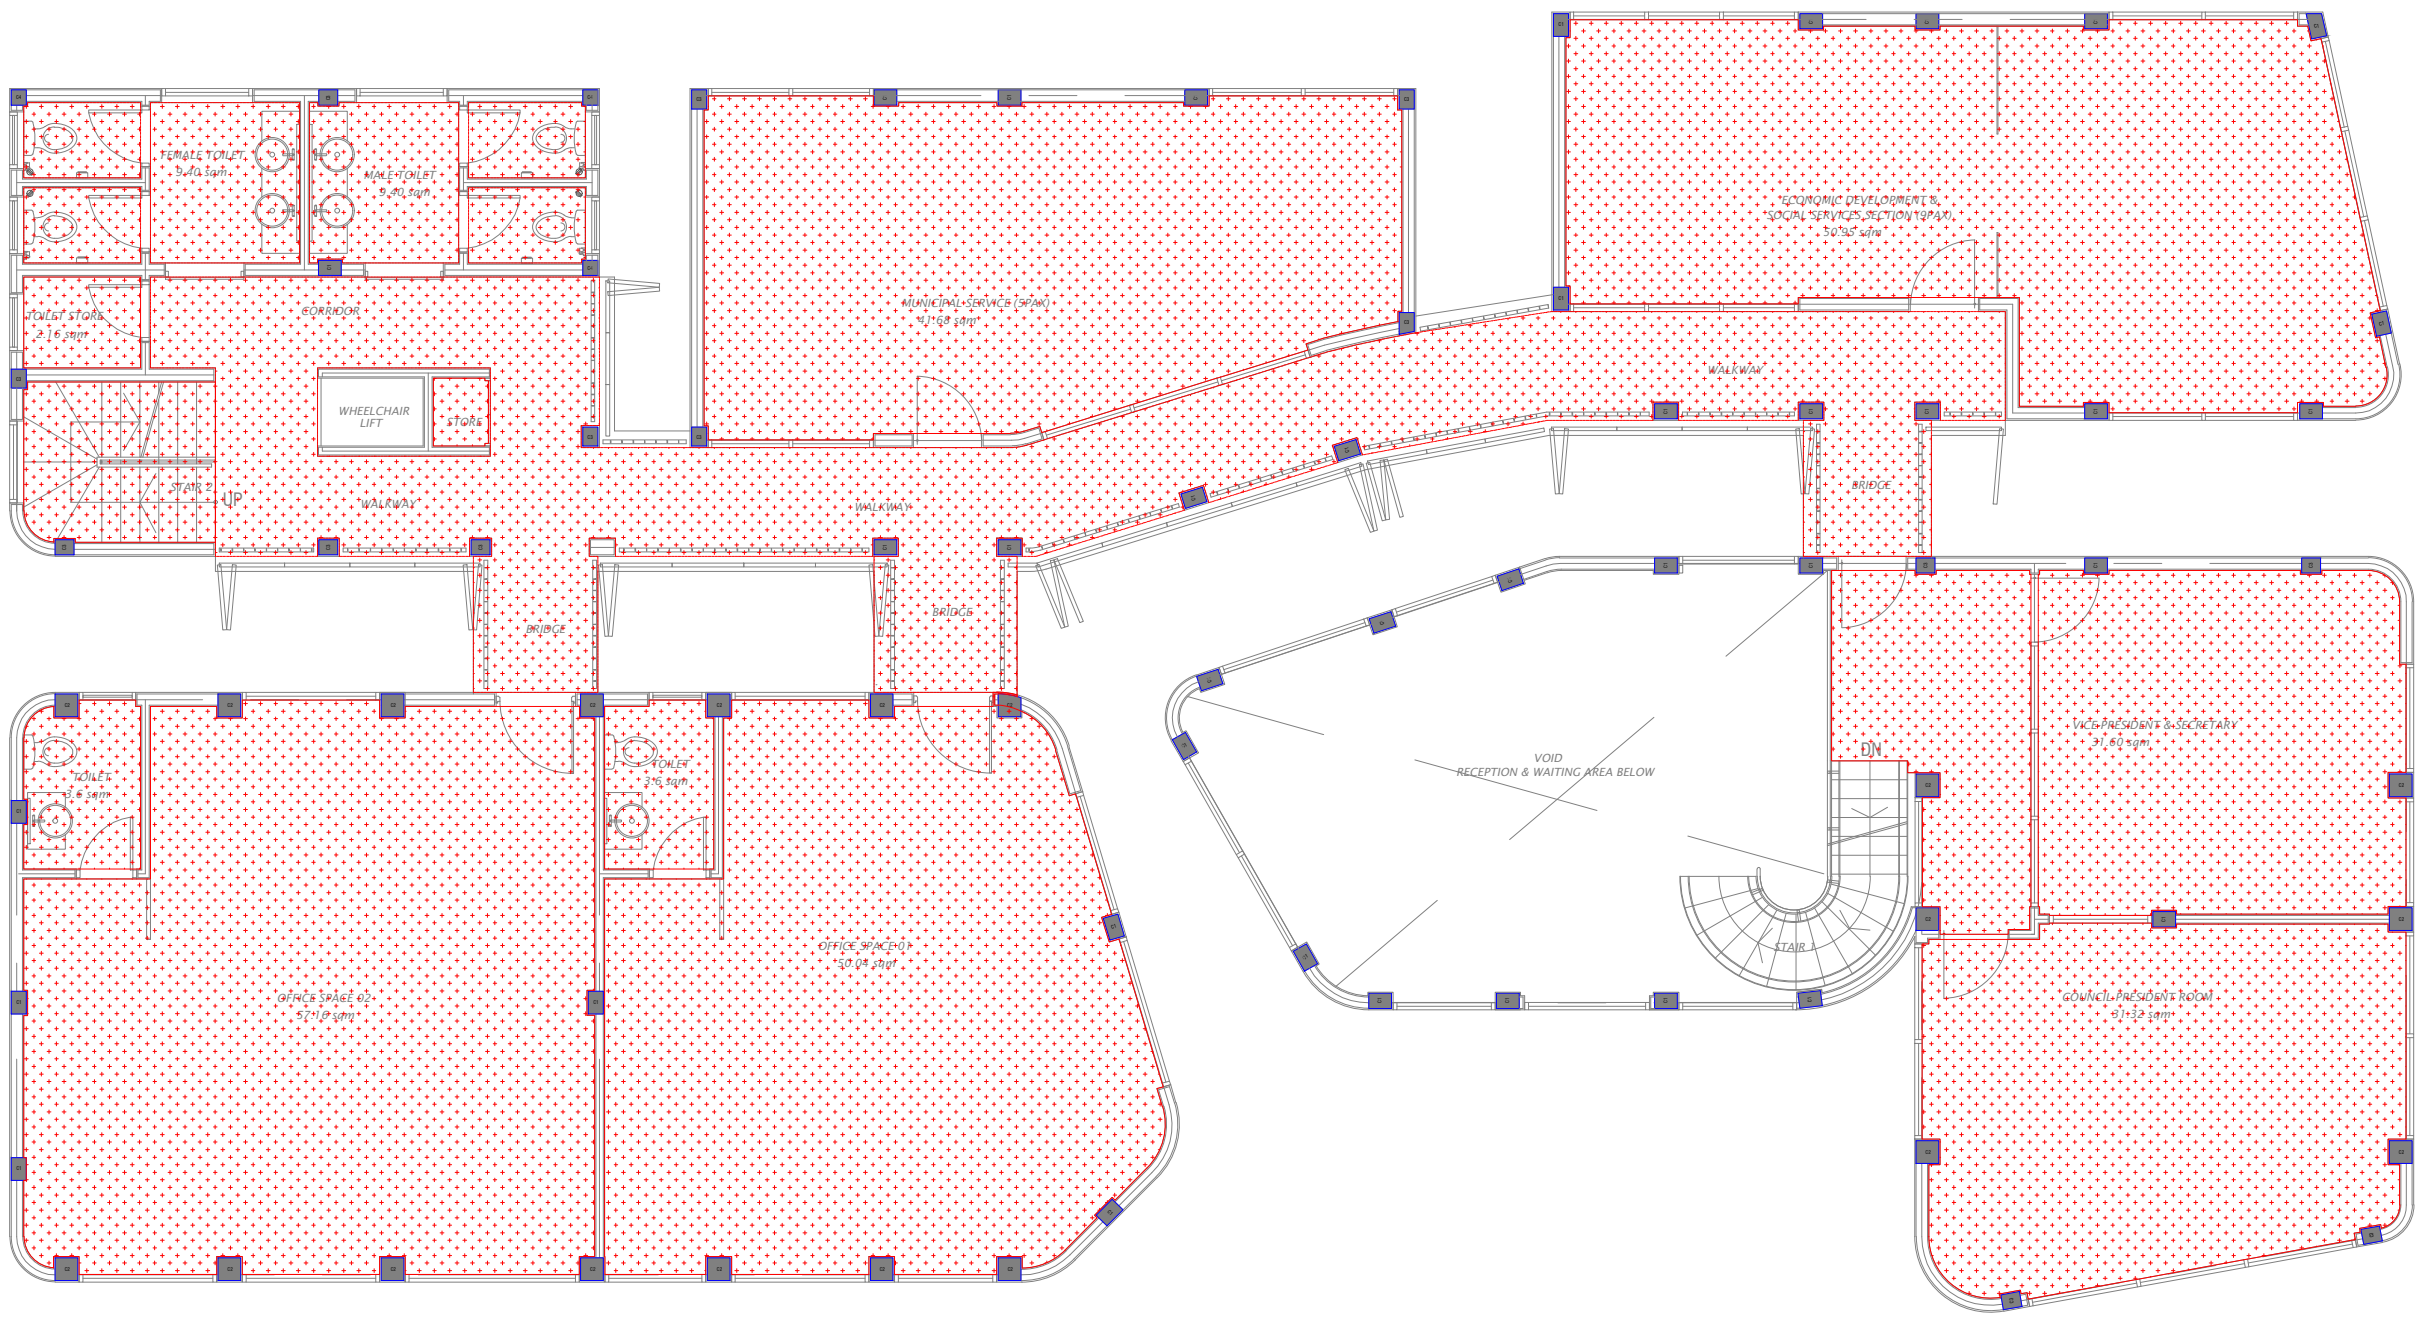 FEMALE TOILET
9.40 sqm
MALE TOILET
9.40 sqm
ECONOMIC DEVELOPMENT &
SOCIAL SERVICES SECTION (9PAX)
50.95 sqm
TOILET STORE
2.16 sqm
CORRIDOR
MUNICIPAL SERVICE (5PAX)
41.68 sqm
WALKWAY
WHEELCHAIR
LIFT
STORE
STAIR 2
UP
WALKWAY
WALKWAY
BRIDGE
BRIDGE
BRIDGE
TOILET
3.6 sqm
TOILET
3.6 sqm
VOID
RECEPTION & WAITING AREA BELOW
DN
VICE PRESIDENT & SECRETARY
31.60 sqm
OFFICE SPACE 01
50.04 sqm
STAIR 1
OFFICE SPACE 02
57.16 sqm
COUNCIL PRESIDENT ROOM
31.32 sqm